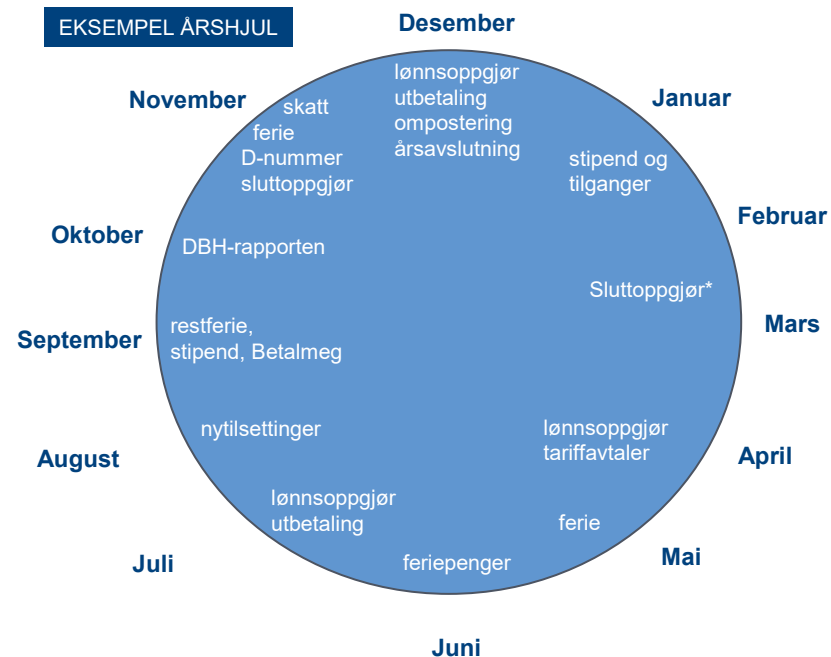 EKSEMPEL ÅRSHJUL
Desember
lønnsoppgjør
utbetaling
ompostering
årsavslutning
Januar
stipend og
tilganger
Februar
Sluttoppgjør*
Mars
April
lønnsoppgjør
tariffavtaler
Mai
ferie
Juni
feriepenger
Juli
lønnsoppgjør
utbetaling
August
nytilsettinger
September
restferie,
stipend, Betalmeg
Oktober
DBH-rapporten
November
skatt
ferie
D-nummer
sluttoppgjør